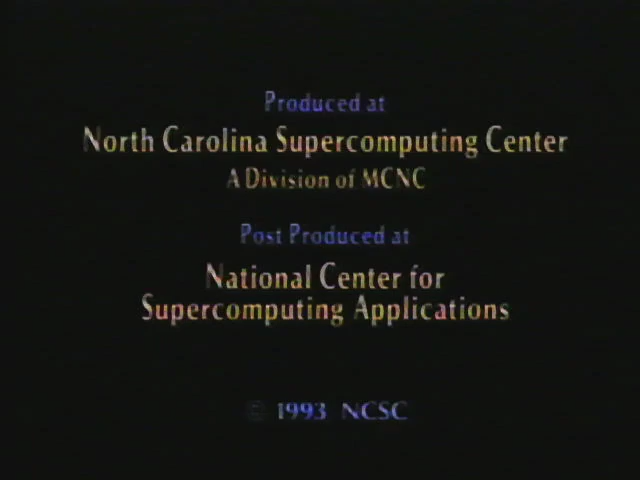 Produced at
North Carolina Supercomputing Center
A Division of MCNC
Post Produced at
National Center for
Supercomputing Applications
© 1993 NCSC